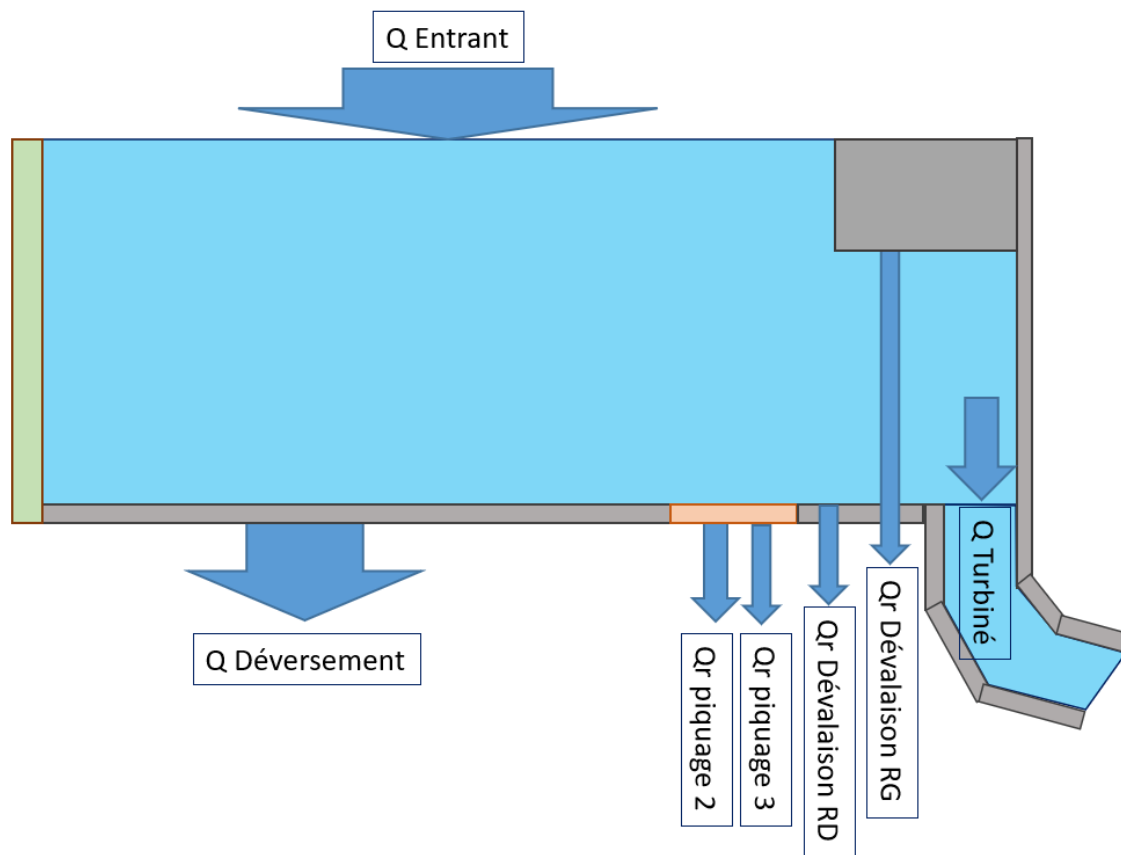 Q Entrant
Q Déversement
Qr piquage 2
Qr piquage 3
Qr Dévalaison RD
Qr Dévalaison RG
Q Turbiné